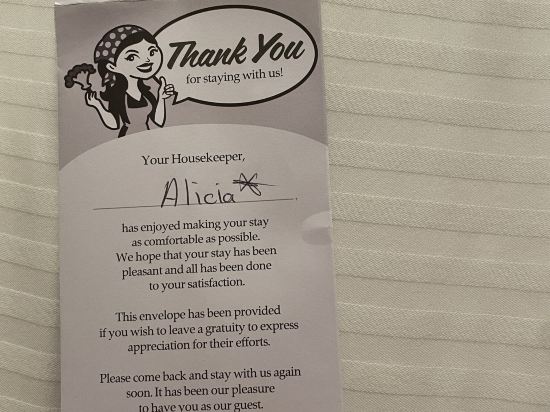 Thank You
for staying with us!
Your Housekeeper,
Alicia
has enjoyed making your stay
as comfortable as possible.
We hope that your stay has been
pleasant and all has been done
to your satisfaction.
This envelope has been provided
if you wish to leave a gratuity to express
appreciation for their efforts.
Please come back and stay with us again
soon. It has been our pleasure
to have you as our guest.